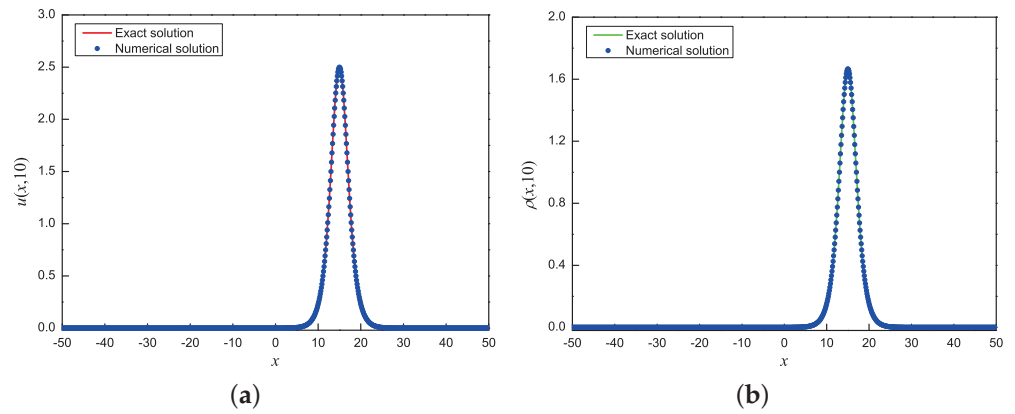 Exact solution
Numerical solution
3.0
2.5
2.0
1.5
1.0
0.5
0.0
u(x,10)
-50 -40 -30 -20 -10 0 10 20 30 40 50
x
(a)
Exact solution
Numerical solution
2.0
1.6
1.2
0.8
0.4
0.0
ρ(x,10)
-50 -40 -30 -20 -10 0 10 20 30 40 50
x
(b)